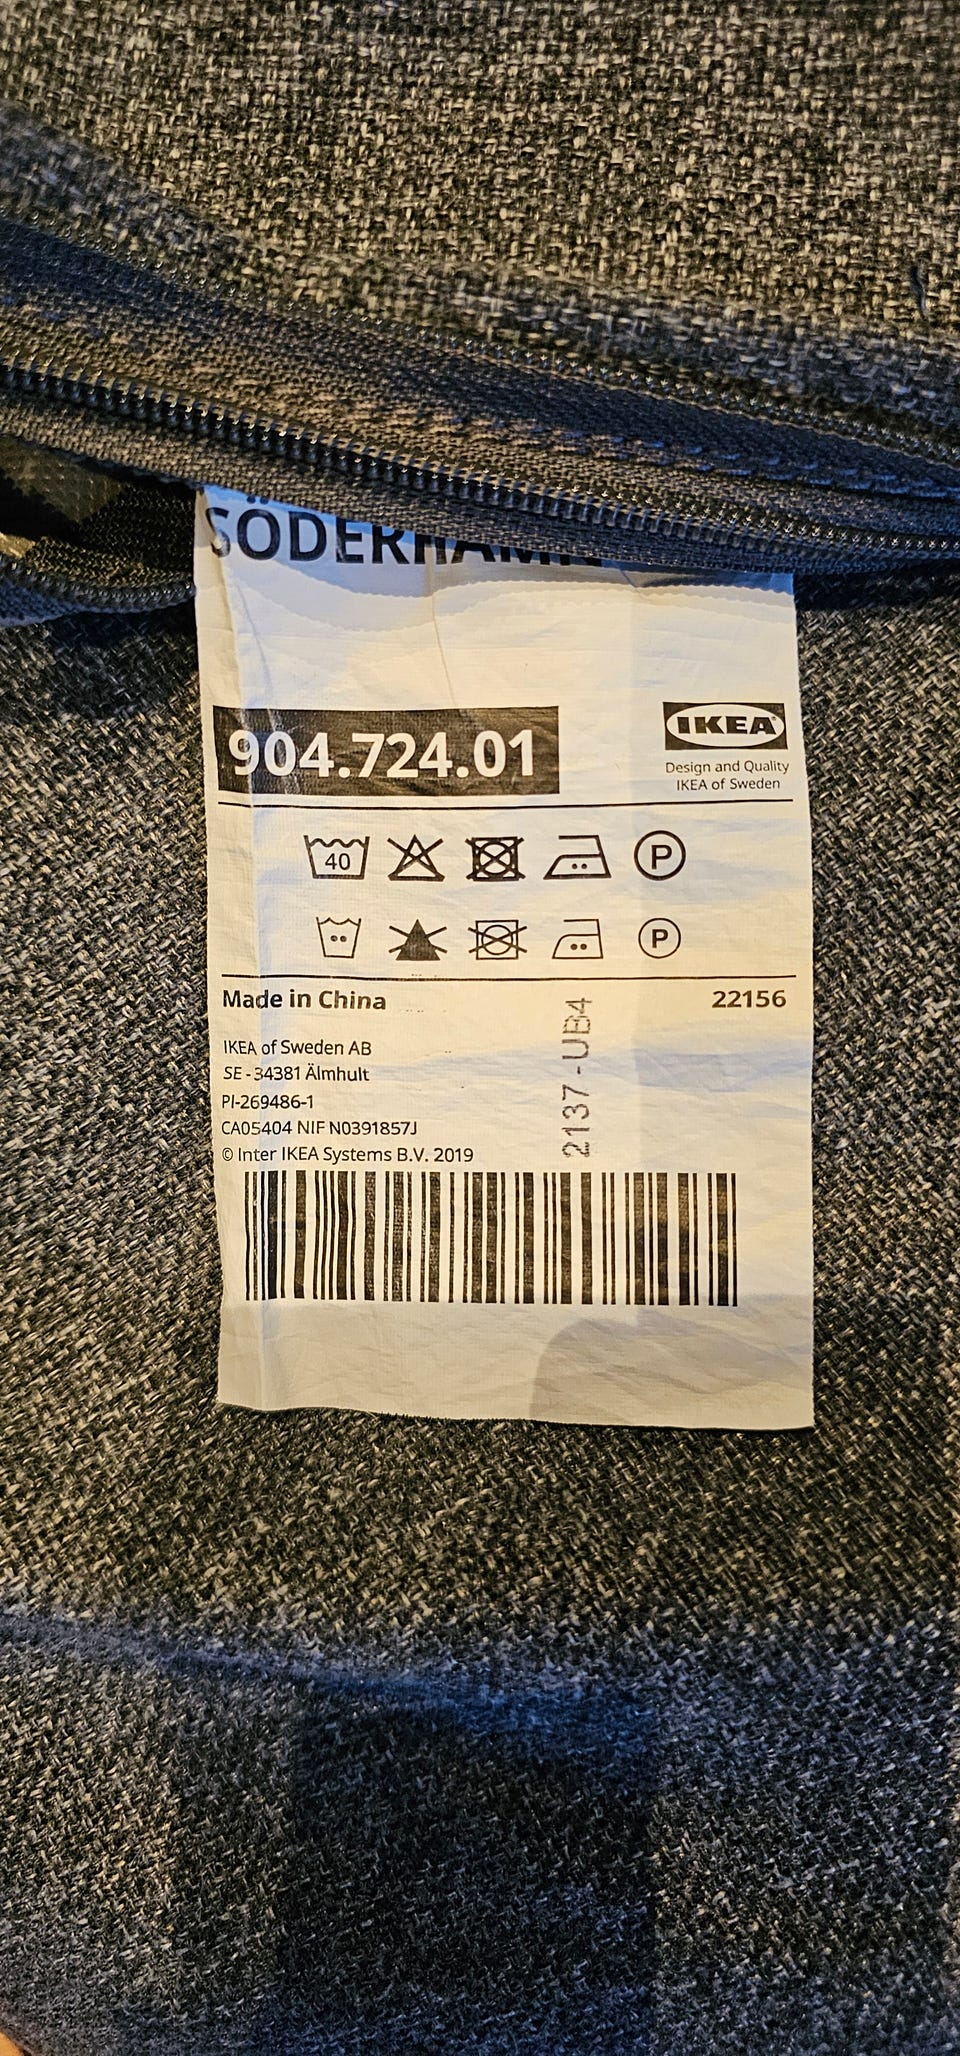 SÖDERHAMN
904.724.01
IKEA
Design and Quality
IKEA of Sweden
40
P
P
Made in China
22156
IKEA of Sweden AB
SE - 34381 Älmhult
PI-269486-1
CA05404 NIF N0391857J
© Inter IKEA Systems B.V. 2019
2137 - UB4